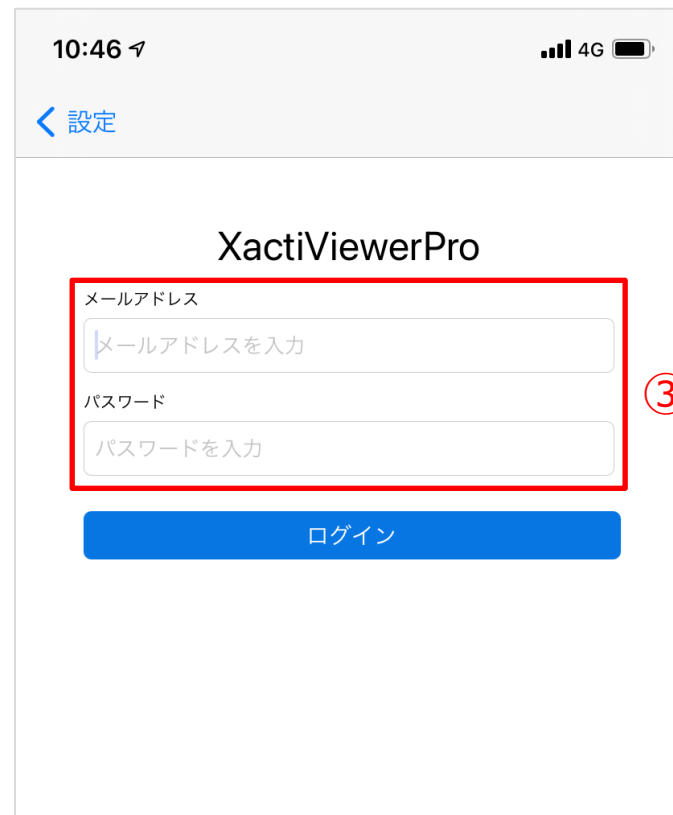 10:46 4G
設定
XactiViewerPro
メールアドレス
メールアドレスを入力
③
パスワード
パスワードを入力
ログイン